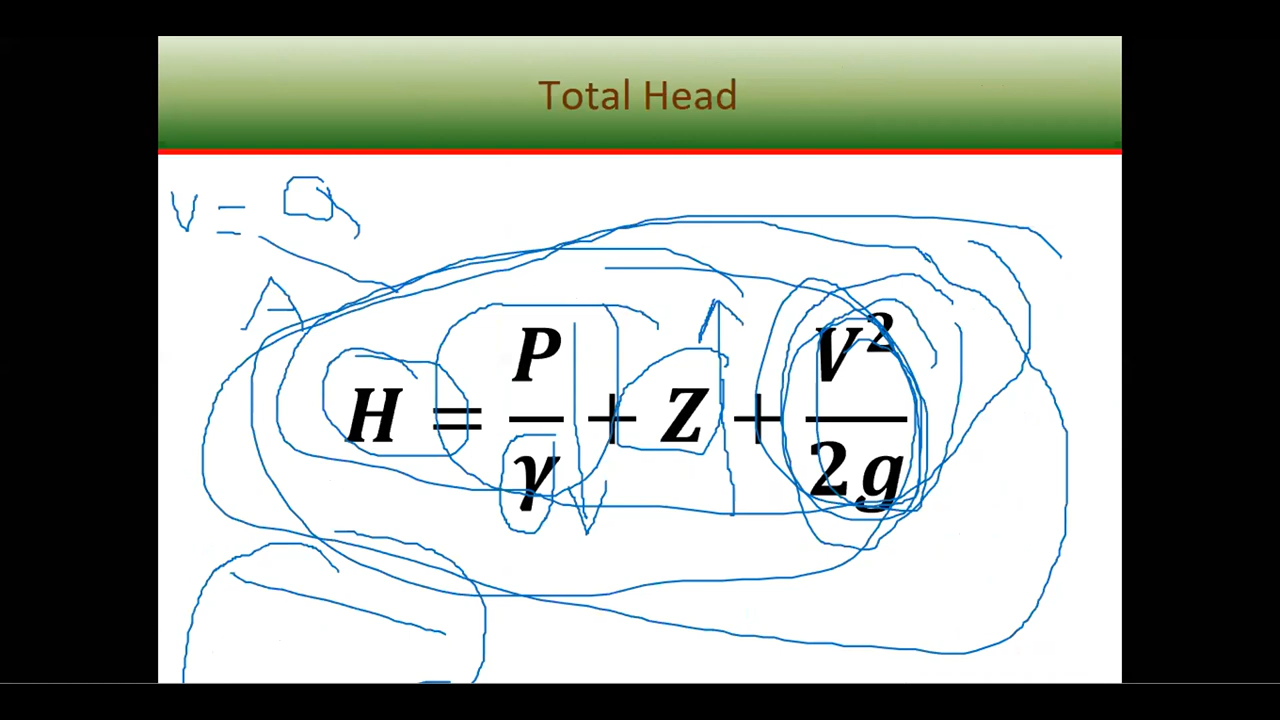 Total Head
V = Q
A
H = P/γ + Z + V²/2g